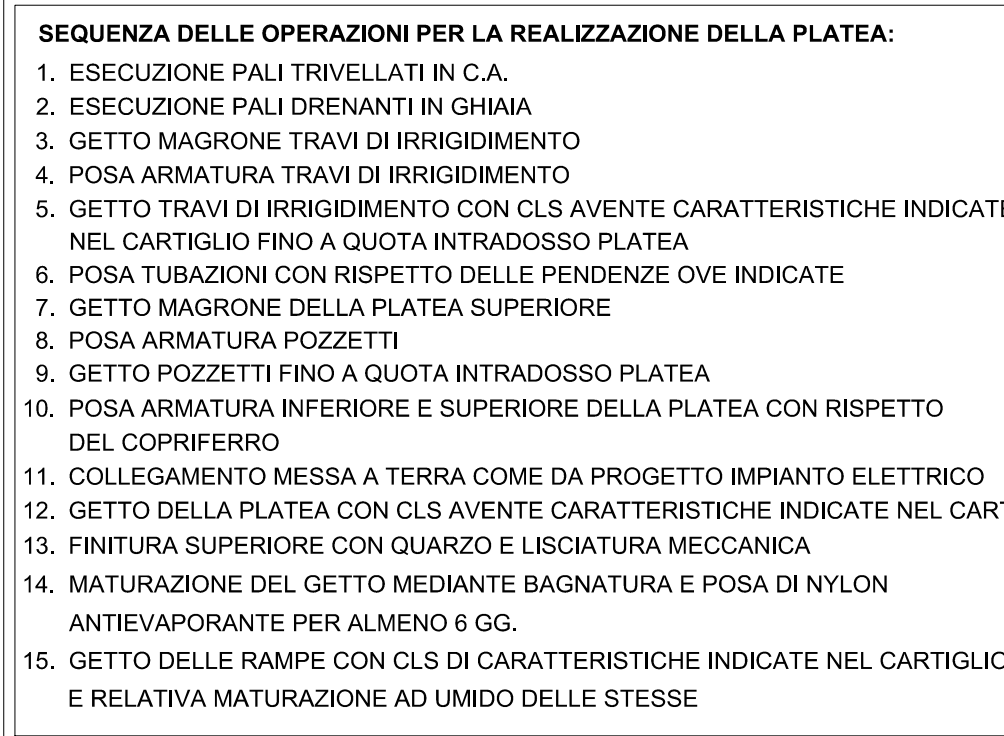 SEQUENZA DELLE OPERAZIONI PER LA REALIZZAZIONE DELLA PLATEA:
1. ESECUZIONE PALI TRIVELLATI IN C.A.
2. ESECUZIONE PALI DRENANTI IN GHIAIA
3. GETTO MAGRONE TRAVI DI IRRIGIDIMENTO
4. POSA ARMATURA TRAVI DI IRRIGIDIMENTO
5. GETTO TRAVI DI IRRIGIDIMENTO CON CLS AVENTE CARATTERISTICHE INDICATE
NEL CARTIGLIO FINO A QUOTA INTRADOSSO PLATEA
6. POSA TUBAZIONI CON RISPETTO DELLE PENDENZE OVE INDICATE
7. GETTO MAGRONE DELLA PLATEA SUPERIORE
8. POSA ARMATURA POZZETTI
9. GETTO POZZETTI FINO A QUOTA INTRADOSSO PLATEA
10. POSA ARMATURA INFERIORE E SUPERIORE DELLA PLATEA CON RISPETTO
DEL COPRIFERRO
11. COLLEGAMENTO MESSA A TERRA COME DA PROGETTO IMPIANTO ELETTRICO
12. GETTO DELLA PLATEA CON CLS AVENTE CARATTERISTICHE INDICATE NEL CART
13. FINITURA SUPERIORE CON QUARZO E LISCIATURA MECCANICA
14. MATURAZIONE DEL GETTO MEDIANTE BAGNATURA E POSA DI NYLON
ANTIEVAPORANTE PER ALMENO 6 GG.
15. GETTO DELLE RAMPE CON CLS DI CARATTERISTICHE INDICATE NEL CARTIGLIO
E RELATIVA MATURAZIONE AD UMIDO DELLE STESSE